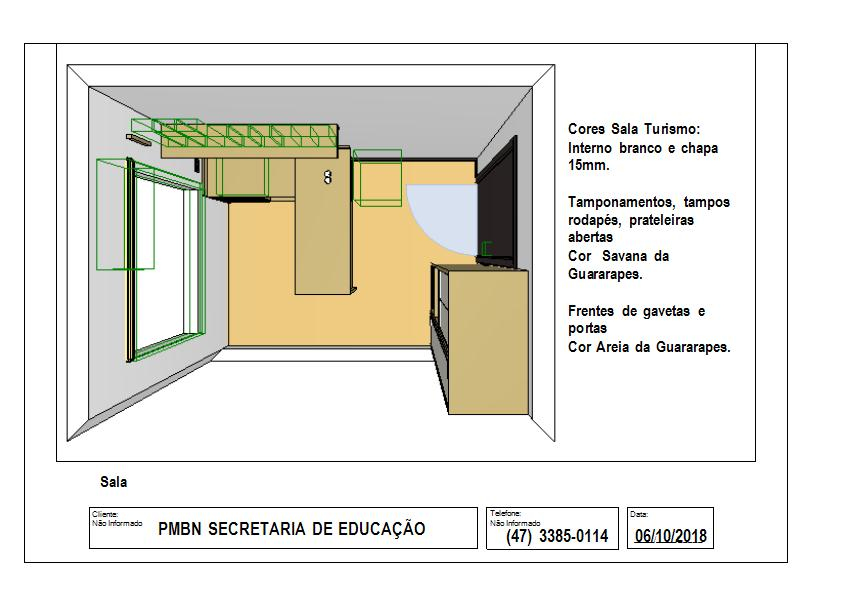 Cores Sala Turismo:
Interno branco e chapa
15mm.
Tamponamentos, tampos
rodapés, prateleiras
abertas
Cor Savana da
Guararapes.
Frentes de gavetas e
portas
Cor Areia da Guararapes.
Sala
Cliente:
Não Informado
PMBN SECRETARIA DE EDUCAÇÃO
Telefone:
Não Informado
(47) 3385-0114
Data:
06/10/2018